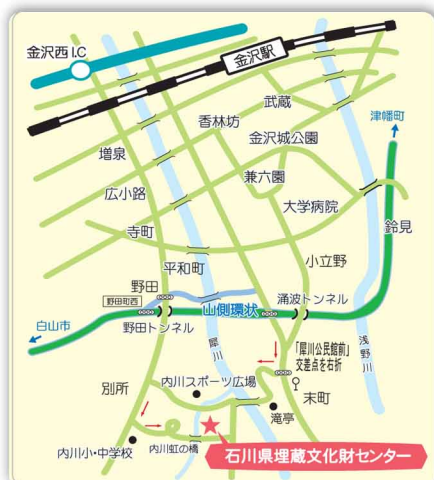 金沢西I.C
金沢駅
武蔵
香林坊
津幡町
金沢城公園
増泉
兼六園
広小路
大学病院
寺町
鈴見
平和町
小立野
野田
野田町西
山側環状
涌波トンネル
白山市
野田トンネル
犀川
浅野川
「犀川公民館前」
交差点を右折
別所
内川スポーツ広場
末町
滝亭
内川小・中学校
内川虹の橋
石川県埋蔵文化財センター